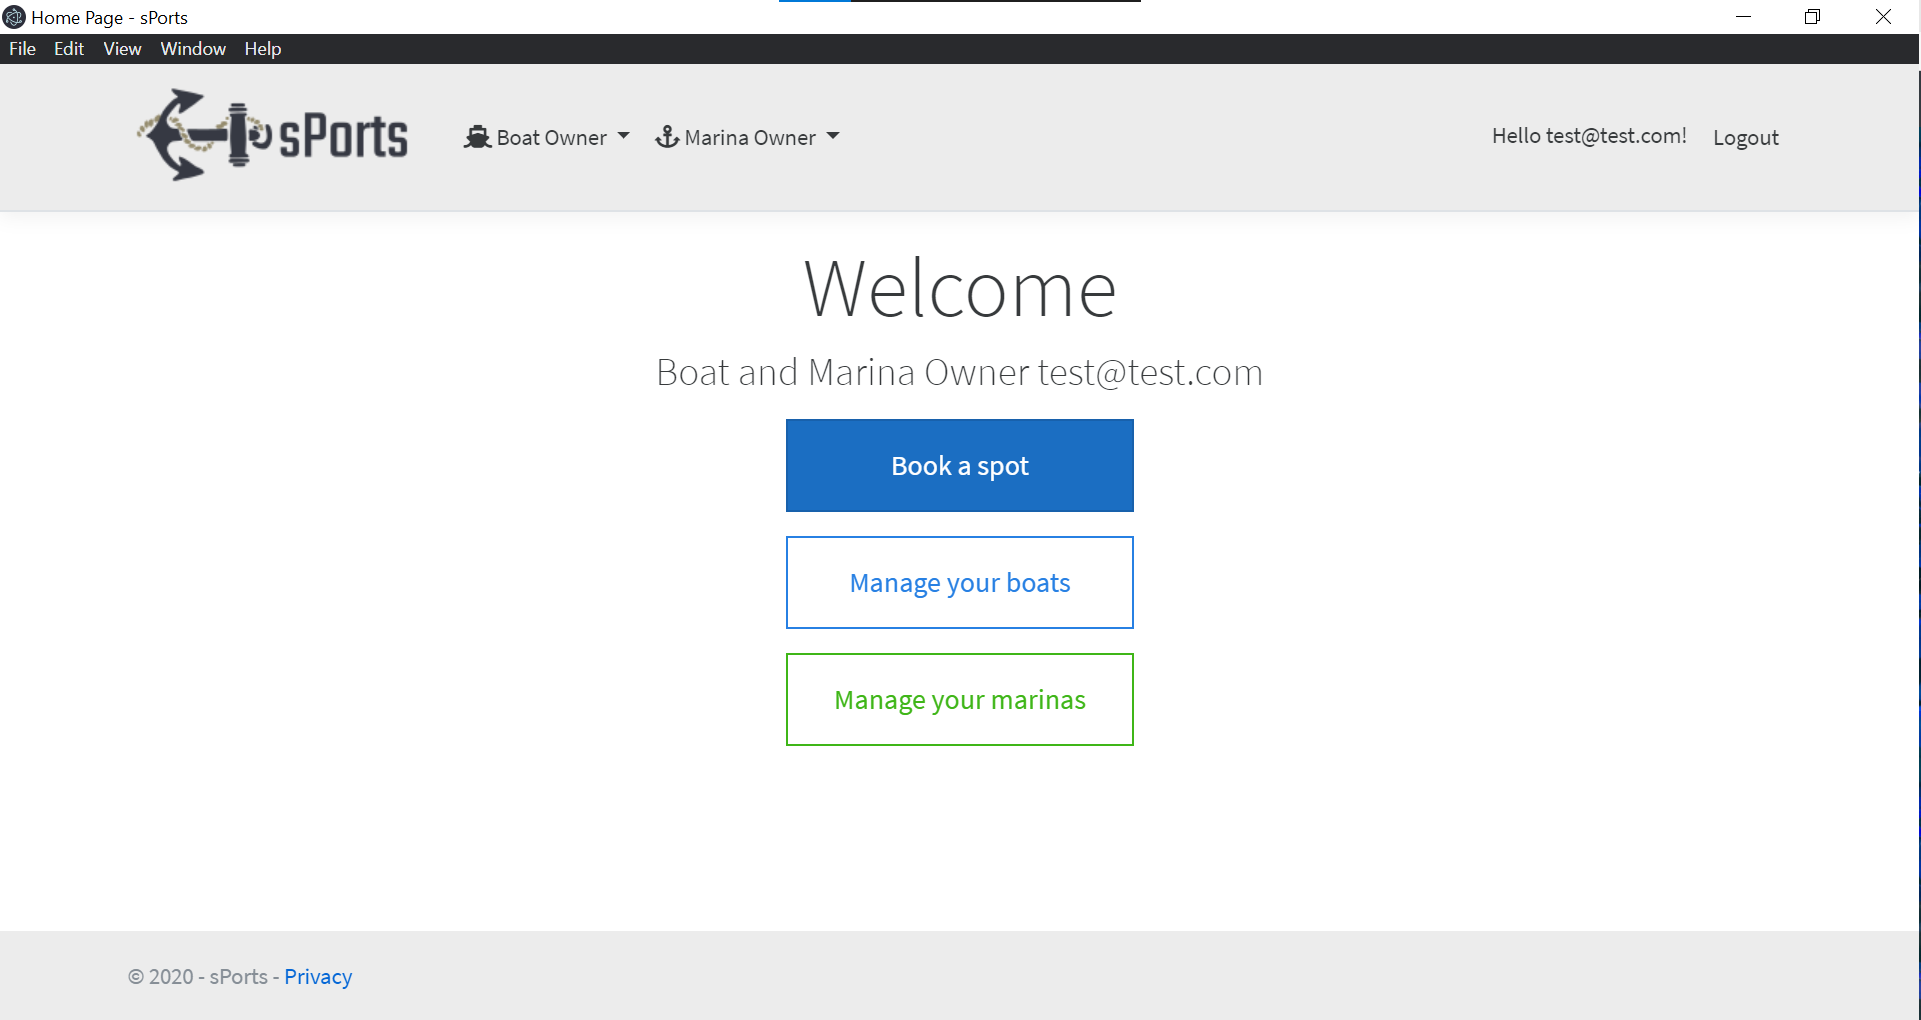 Home Page - sPorts
File Edit View Window Help
sPorts
Boat Owner
Marina Owner
Hello test@test.com!
Logout
Welcome
Boat and Marina Owner test@test.com
Book a spot
Manage your boats
Manage your marinas
© 2020 - sPorts - Privacy